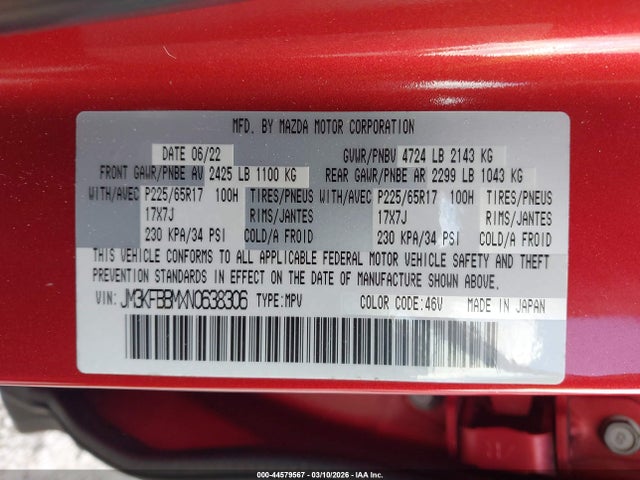 MFD. BY MAZDA MOTOR CORPORATION
DATE 06/22 GVWR/PNBV 4724 LB 2143 KG
FRONT GAWR/PNBE AV 2425 LB 1100 KG REAR GAWR/PNBE AR 2299 LB 1043 KG
WITH/AVEC P225/65R17 100H TIRES/PNEUS WITH/AVEC P225/65R17 100H TIRES/PNEUS
17X7J RIMS/JANTES 17X7J RIMS/JANTES
230 KPA/34 PSI COLD/A FROID 230 KPA/34 PSI COLD/A FROID
THIS VEHICLE CONFORMS TO ALL APPLICABLE FEDERAL MOTOR VEHICLE SAFETY AND THEFT
PREVENTION STANDARDS IN EFFECT ON THE DATE OF MANUFACTURE SHOWN ABOVE.
VIN: JM3KFBBMXN0638306 TYPE:MPV COLOR CODE:46V MADE IN JAPAN
000-44579567 - 03/10/2026 - IAA Inc.